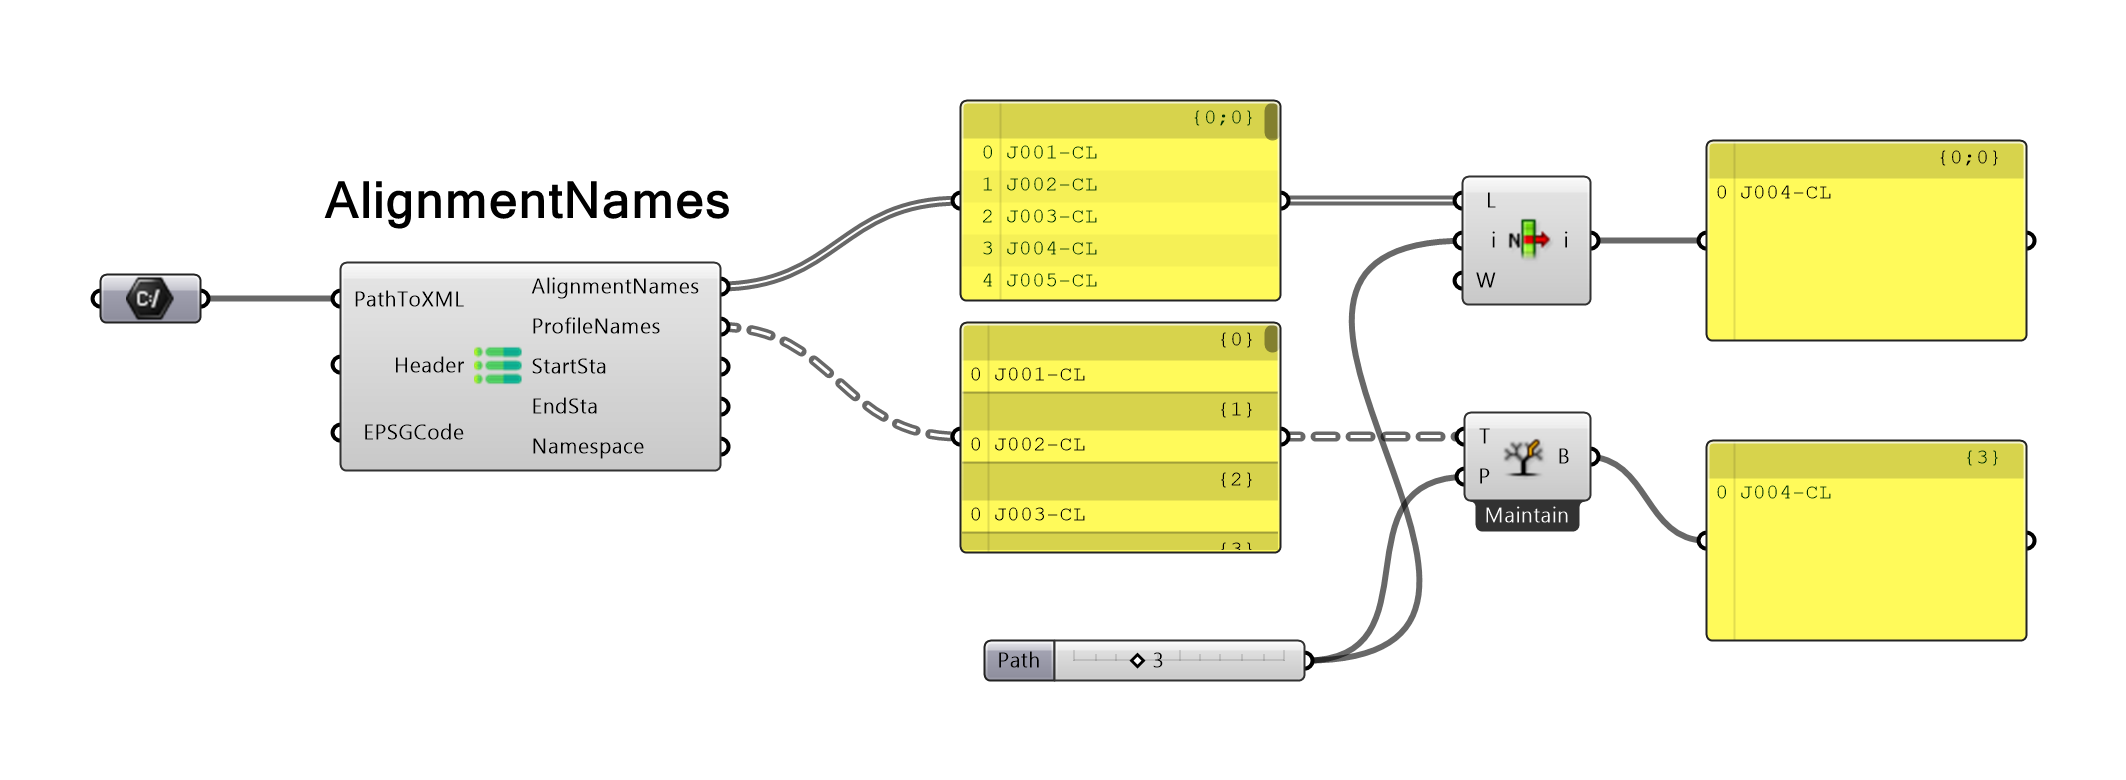 AlignmentNames
C:/
PathToXML
Header
EPSGCode
AlignmentNames
ProfileNames
StartSta
EndSta
Namespace
{0;0}
0 J001-CL
1 J002-CL
2 J003-CL
3 J004-CL
4 J005-CL
{0}
0 J001-CL
{1}
0 J002-CL
{2}
0 J003-CL
{3}
Path 3
L
i N i
W
T
P
B
Maintain
{0;0}
0 J004-CL
{3}
0 J004-CL